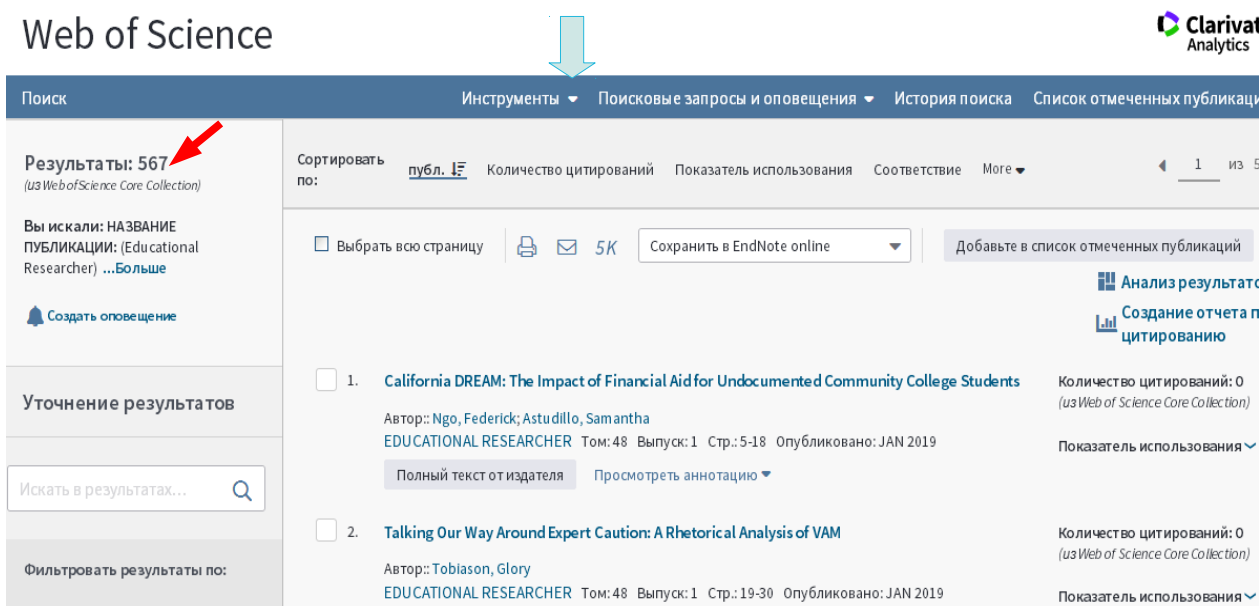 Web of Science
Clarivat
Analytics
Поиск
Инструменты
Поисковые запросы и оповещения
История поиска
Список отмеченных публикаци
Результаты: 567
(из Web of Science Core Collection)
Вы искали: НАЗВАНИЕ
ПУБЛИКАЦИИ: (Educational
Researcher) ...Больше
Создать оповещение
Уточнение результатов
Искать в результатах...
Фильтровать результаты по:
Сортировать
по:
публ.
Количество цитирований
Показатель использования
Соответствие
More
1 из 5
Выбрать всю страницу
5K
Сохранить в EndNote online
Добавьте в список отмеченных публикаций
Анализ результато
Создание отчета п
цитированию
1. California DREAM: The Impact of Financial Aid for Undocumented Community College Students
Автор:: Ngo, Federick; Astudillo, Samantha
EDUCATIONAL RESEARCHER Том: 48 Выпуск: 1 Стр.: 5-18 Опубликовано: JAN 2019
Полный текст от издателя
Просмотреть аннотацию
Количество цитирований: 0
(из Web of Science Core Collection)
Показатель использования
2. Talking Our Way Around Expert Caution: A Rhetorical Analysis of VAM
Автор:: Tobiason, Glory
EDUCATIONAL RESEARCHER Том: 48 Выпуск: 1 Стр.: 19-30 Опубликовано: JAN 2019
Количество цитирований: 0
(из Web of Science Core Collection)
Показатель использования